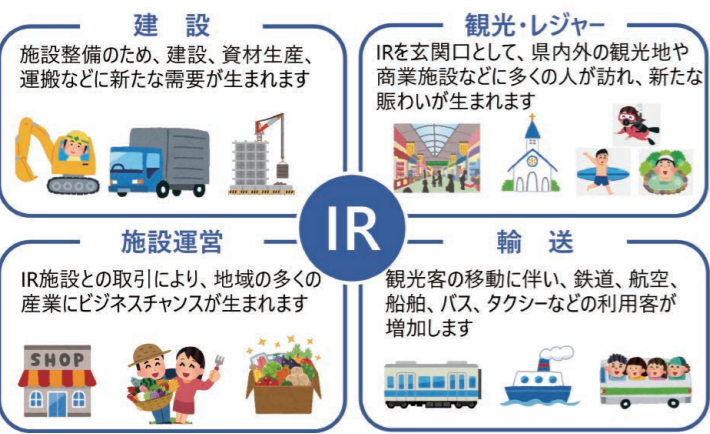 建 設
施設整備のため、建設、資材生産、
運搬などに新たな需要が生まれます
観光・レジャー
IRを玄関口として、県内外の観光地や
商業施設などに多くの人が訪れ、新たな
賑わいが生まれます
IR
施設運営
IR施設との取引により、地域の多くの
産業にビジネスチャンスが生まれます
SHOP
輸 送
観光客の移動に伴い、鉄道、航空、
船舶、バス、タクシーなどの利用客が
増加します